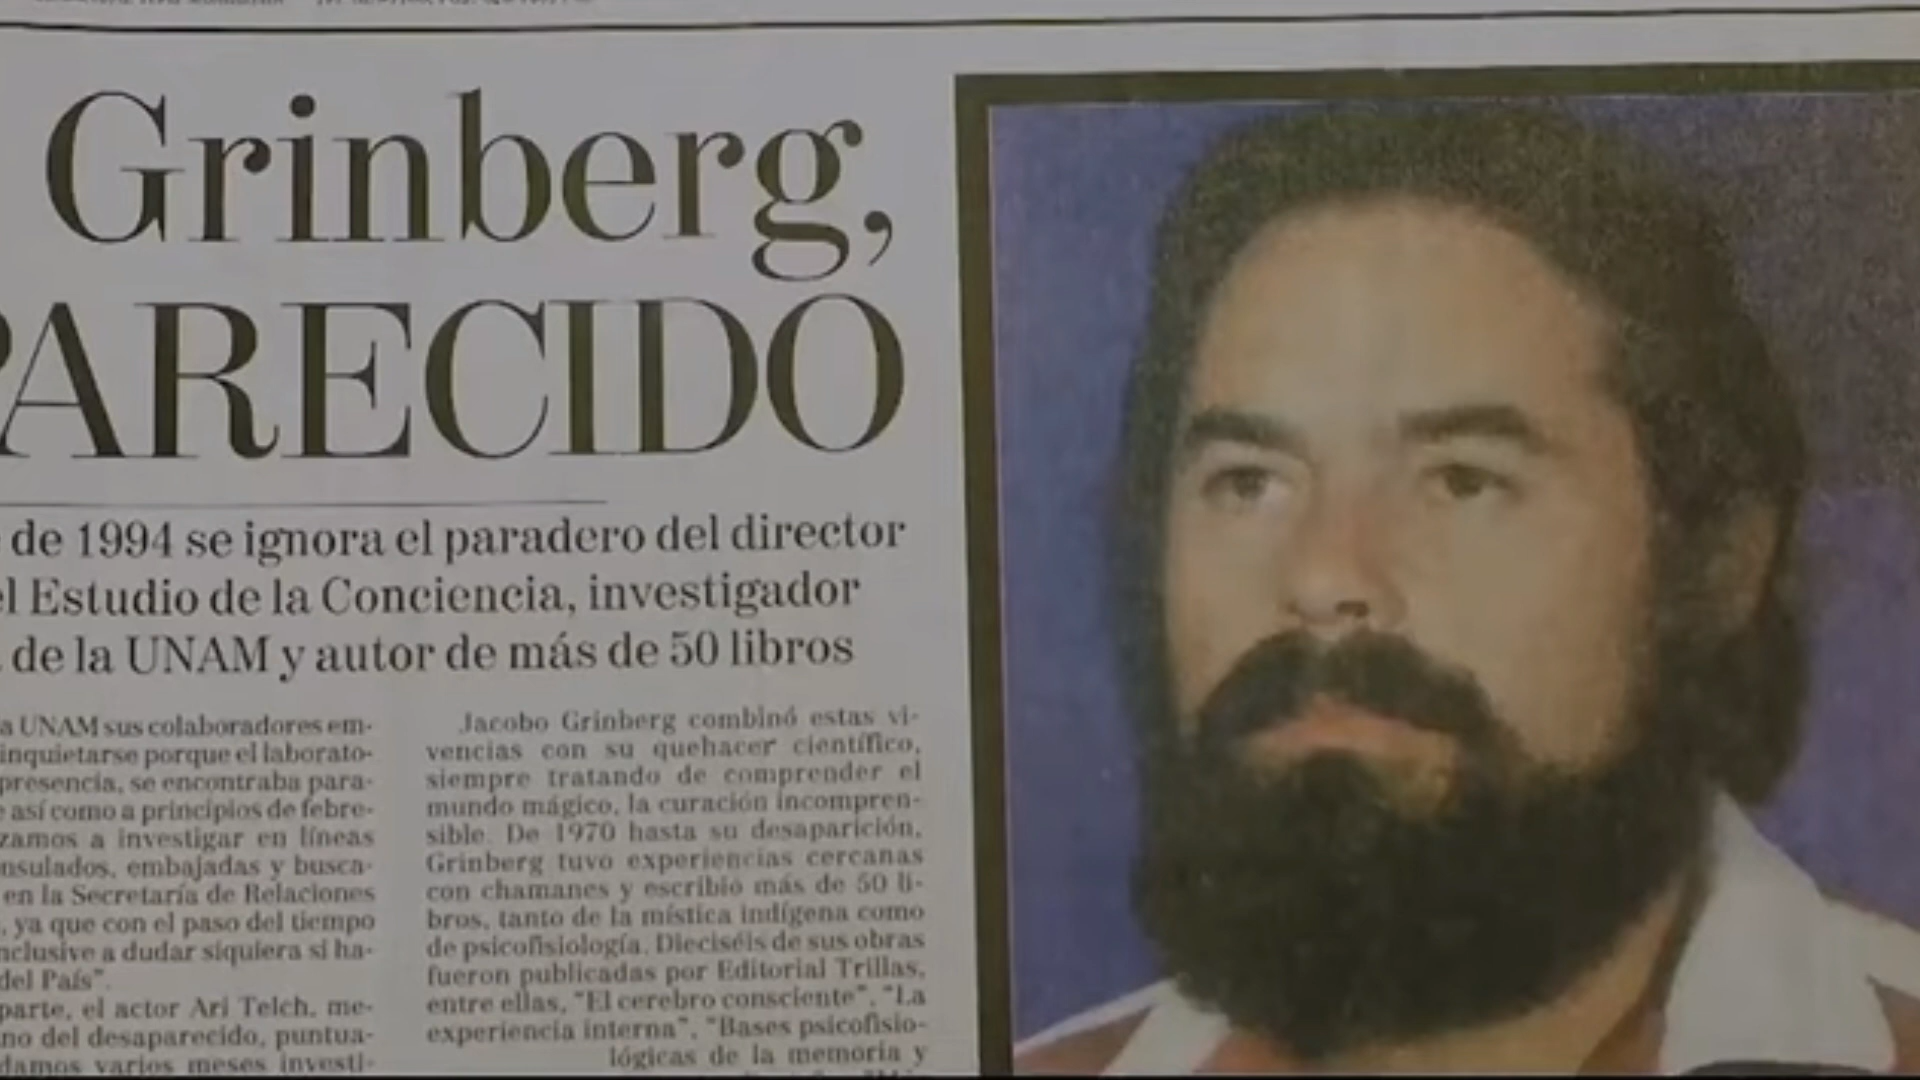 Grinberg,
PARECIDO
de 1994 se ignora el paradero del director
el Estudio de la Conciencia, investigador
de la UNAM y autor de más de 50 libros
a UNAM sus colaboradores em-
inquietarse porque el laborato-
presencia, se encontraba para-
así como a principios de febre-
zamos a investigar en líneas
nsulados, embajadas y busca-
en la Secretaría de Relaciones
, ya que con el paso del tiempo
nclusive a dudar siquiera si ha-
del País".
parte, el actor Ari Telch, me-
no del desaparecido, puntua-
damos varios meses investi-
Jacobo Grinberg combinó estas vi-
vencias con su quehacer científico,
siempre tratando de comprender el
mundo mágico, la curación incompren-
sible. De 1970 hasta su desaparición,
Grinberg tuvo experiencias cercanas
con chamanes y escribió más de 50 li-
bros, tanto de la mística indígena como
de psicofisiología. Dieciséis de sus obras
fueron publicadas por Editorial Trillas,
entre ellas, "El cerebro consciente", "La
experiencia interna", "Bases psicofisio-
lógicas de la memoria y